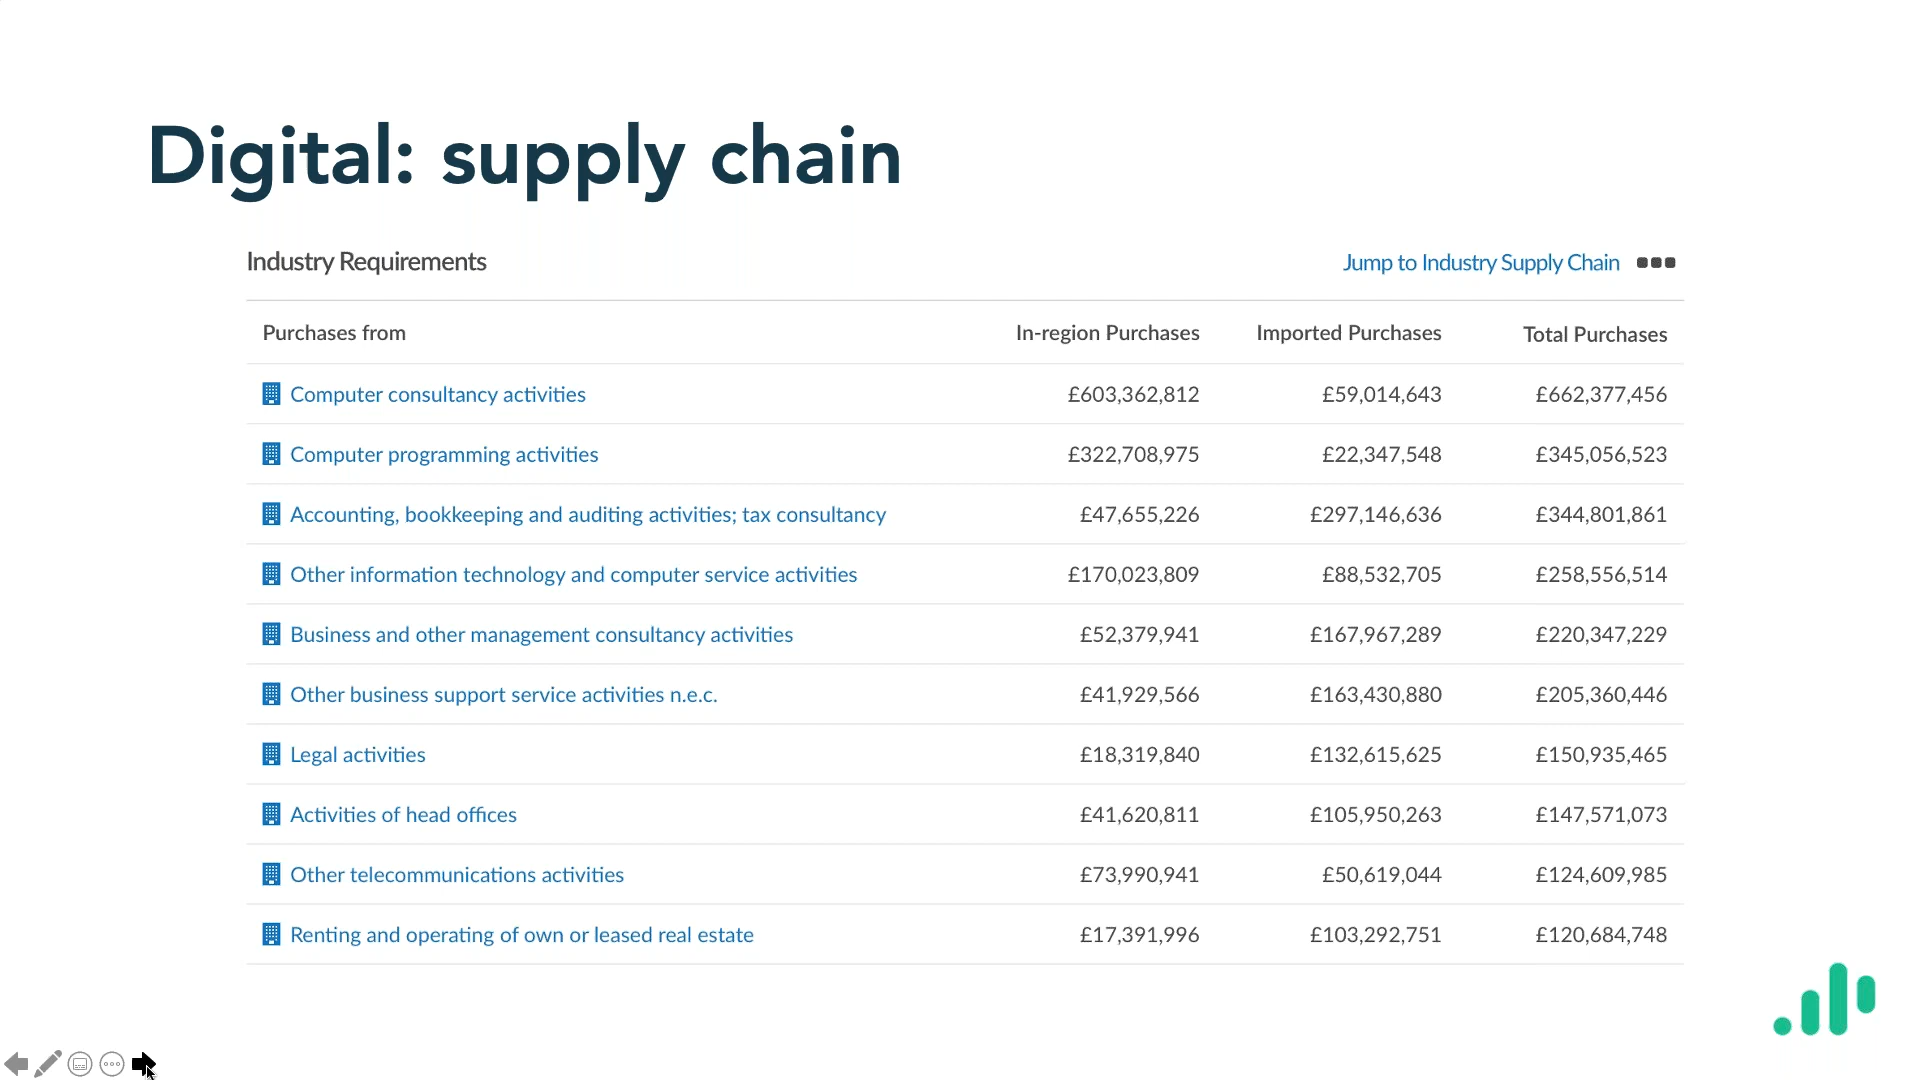 Digital: supply chain
Industry Requirements Jump to Industry Supply Chain
Purchases from In-region Purchases Imported Purchases Total Purchases
Computer consultancy activities £603,362,812 £59,014,643 £662,377,456
Computer programming activities £322,708,975 £22,347,548 £345,056,523
Accounting, bookkeeping and auditing activities; tax consultancy £47,655,226 £297,146,636 £344,801,861
Other information technology and computer service activities £170,023,809 £88,532,705 £258,556,514
Business and other management consultancy activities £52,379,941 £167,967,289 £220,347,229
Other business support service activities n.e.c. £41,929,566 £163,430,880 £205,360,446
Legal activities £18,319,840 £132,615,625 £150,935,465
Activities of head offices £41,620,811 £105,950,263 £147,571,073
Other telecommunications activities £73,990,941 £50,619,044 £124,609,985
Renting and operating of own or leased real estate £17,391,996 £103,292,751 £120,684,748